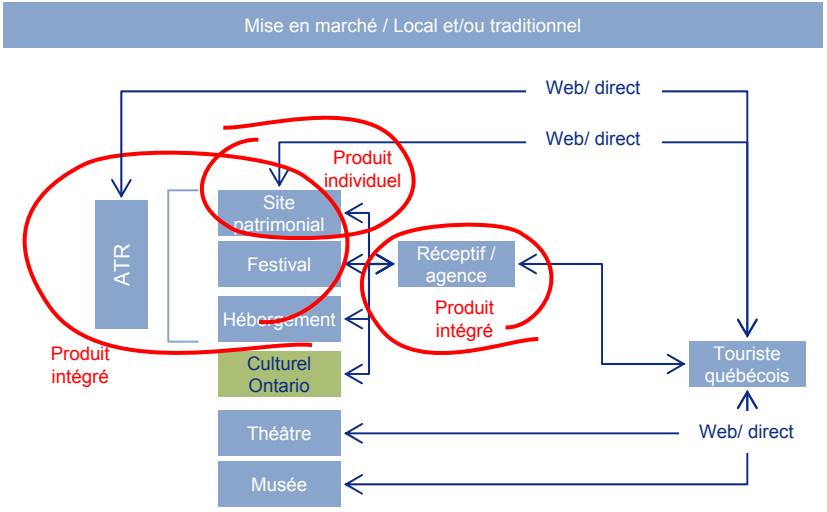 Mise en marché / Local et/ou traditionnel
Web/ direct
Web/ direct
Produit
individuel
Site
patrimonial
ATR
Festival
Réceptif /
agence
Hébergement
Produit
intégré
Produit
intégré
Culturel
Ontario
Touriste
québécois
Théâtre
Web/ direct
Musée